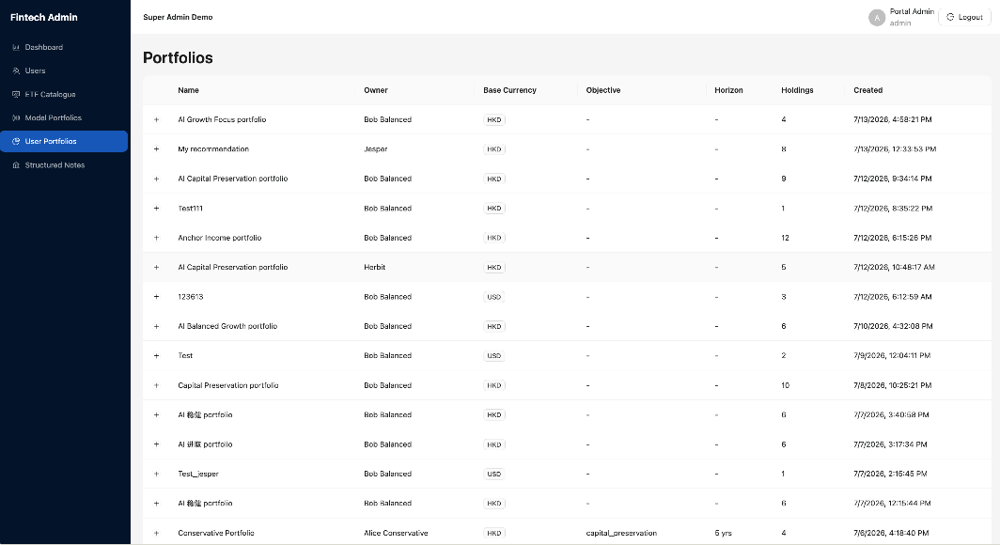 Fintech Admin
Super Admin Demo
A
Portal Admin
admin
Logout
Dashboard
Users
ETF Catalogue
Model Portfolios
User Portfolios
Structured Notes
Portfolios
Name Owner Base Currency Objective Horizon Holdings Created
+ AI Growth Focus portfolio Bob Balanced HKD - - 4 7/13/2026, 4:58:21 PM
+ My recommendation Jesper HKD - - 8 7/13/2026, 12:33:53 PM
+ AI Capital Preservation portfolio Bob Balanced HKD - - 9 7/12/2026, 9:34:14 PM
+ Test111 Bob Balanced HKD - - 1 7/12/2026, 8:35:22 PM
+ Anchor Income portfolio Bob Balanced HKD - - 12 7/12/2026, 6:15:26 PM
+ AI Capital Preservation portfolio Herbit HKD - - 5 7/12/2026, 10:48:17 AM
+ 123613 Bob Balanced USD - - 3 7/12/2026, 6:12:59 AM
+ AI Balanced Growth portfolio Bob Balanced HKD - - 6 7/10/2026, 4:32:08 PM
+ Test Bob Balanced USD - - 2 7/9/2026, 12:04:11 PM
+ Capital Preservation portfolio Bob Balanced HKD - - 10 7/8/2026, 10:25:21 PM
+ AI 稳健 portfolio Bob Balanced HKD - - 6 7/7/2026, 3:40:58 PM
+ AI 进取 portfolio Bob Balanced HKD - - 6 7/7/2026, 3:17:34 PM
+ Test_jesper Bob Balanced USD - - 1 7/7/2026, 2:15:45 PM
+ AI 稳健 portfolio Bob Balanced HKD - - 6 7/7/2026, 12:15:44 PM
+ Conservative Portfolio Alice Conservative HKD capital_preservation 5 yrs 4 7/6/2026, 4:18:40 PM